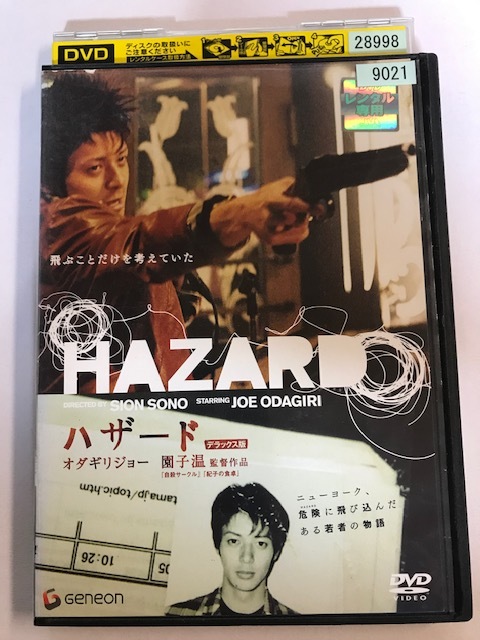 DVD
ディスクの取扱いに
ご注意ください
レンタルケース取扱方法
28998
9021
レンタル
専用
飛ぶことだけを考えていた
HAZARD
DIRECTED BY SION SONO STARRING JOE ODAGIRI
ハザード デラックス版
オダギリジョー 園子温 監督作品
「自殺サークル」「紀子の食卓」
tamajp/topic.htm
10:26
05
ニューヨーク、
危険に飛び込んだ
ある若者の物語
GENEON
DVD
VIDEO